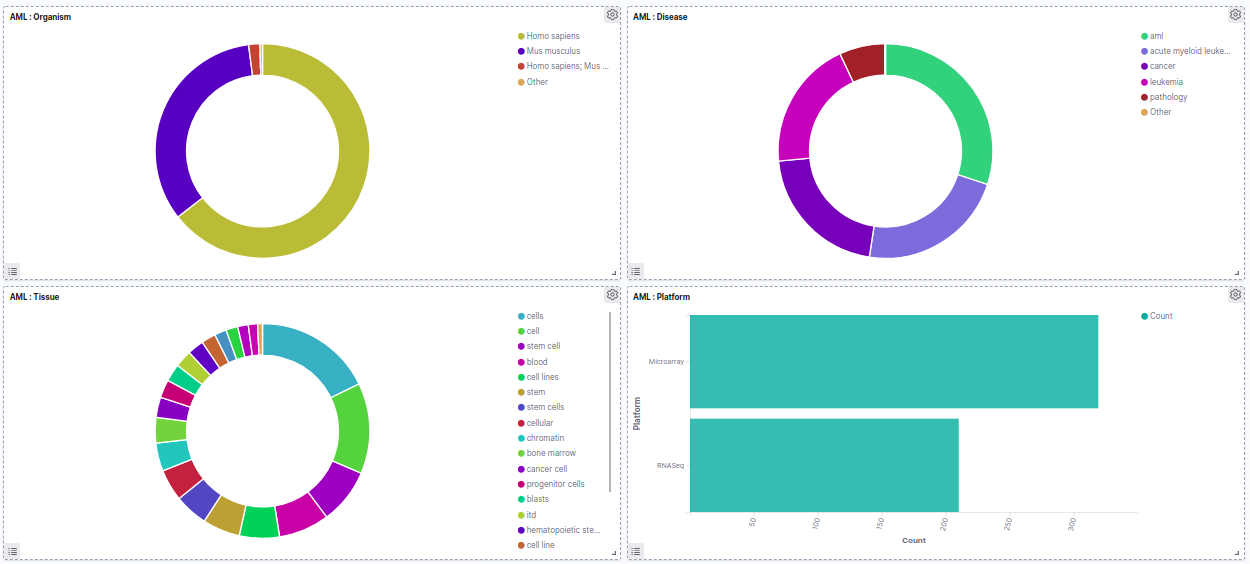 AML : Organism
Homo sapiens
Mus musculus
Homo sapiens; Mus ...
Other
AML : Disease
aml
acute myeloid leuke...
cancer
leukemia
pathology
Other
AML : Tissue
cells
cell
stem cell
blood
cell lines
stem
stem cells
cellular
chromatin
bone marrow
cancer cell
progenitor cells
blasts
itd
hematopoietic ste...
cell line
AML : Platform
Count
Microarray
RNASeq
Platform
50
100
150
200
250
300
Count